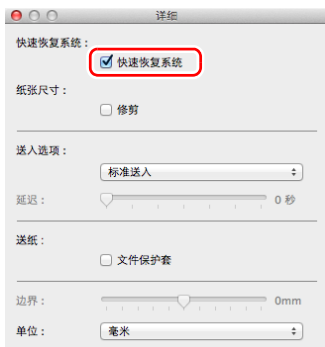 详细
快速恢复系统：
快速恢复系统
纸张尺寸：
修剪
送入选项：
标准送入
延迟： 0 秒
送纸：
文件保护套
边界： 0mm
单位： 毫米